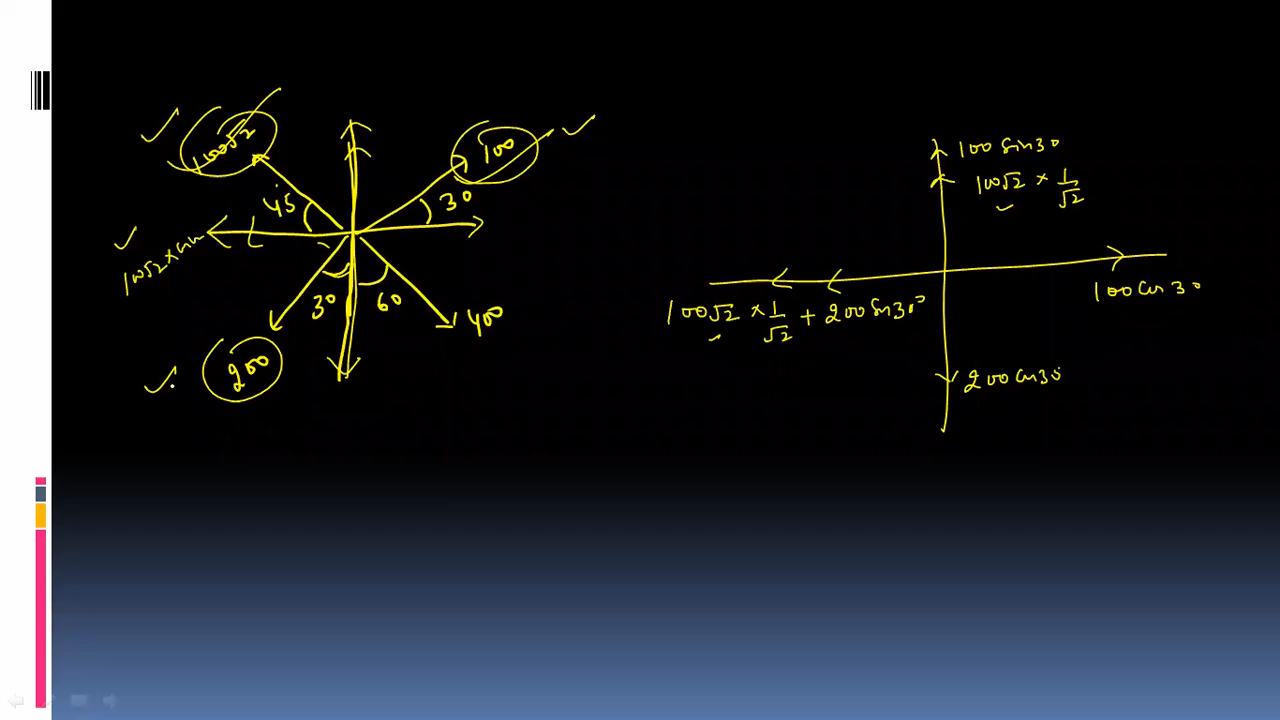 100√2
100
45
30
100√2 ×
30
60
400
200
100 sin30
100√2 × 1/√2
100 cos 30
100√2 × 1/√2 + 200 sin30°
200 cos30